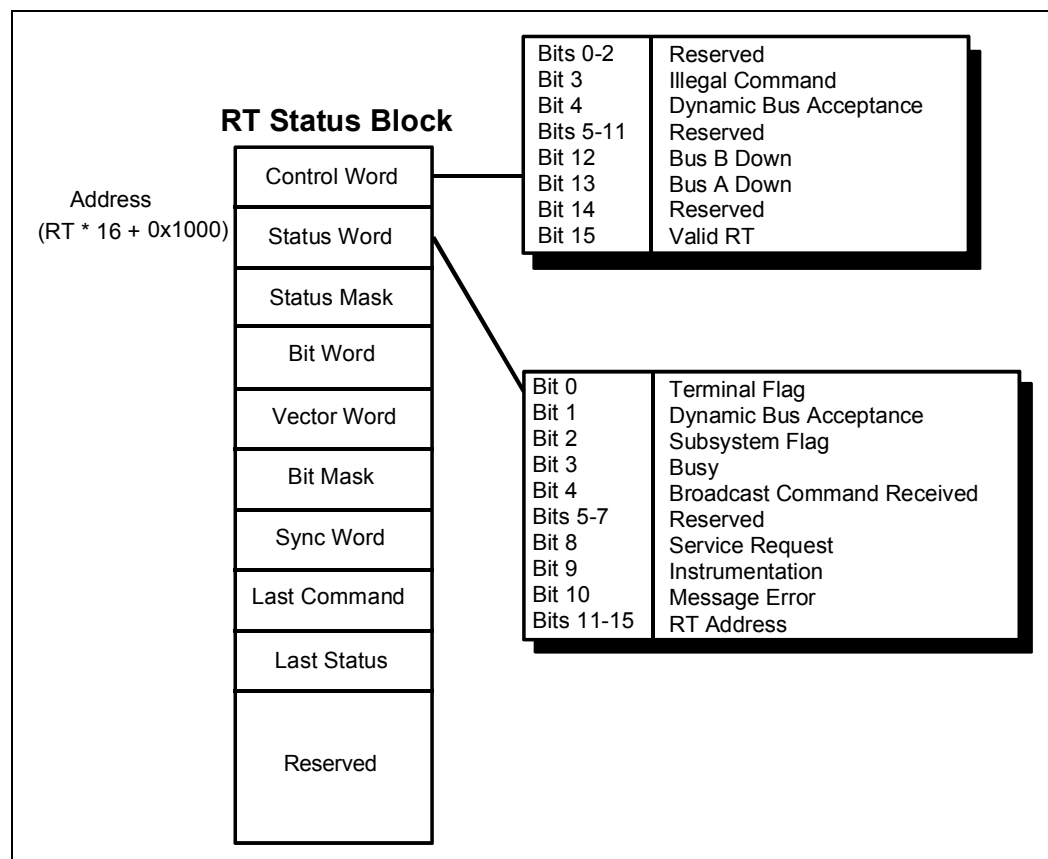 RT Status Block
Address
(RT * 16 + 0x1000)
Control Word
Status Word
Status Mask
Bit Word
Vector Word
Bit Mask
Sync Word
Last Command
Last Status
Reserved
Bits 0-2 Reserved
Bit 3 Illegal Command
Bit 4 Dynamic Bus Acceptance
Bits 5-11 Reserved
Bit 12 Bus B Down
Bit 13 Bus A Down
Bit 14 Reserved
Bit 15 Valid RT
Bit 0 Terminal Flag
Bit 1 Dynamic Bus Acceptance
Bit 2 Subsystem Flag
Bit 3 Busy
Bit 4 Broadcast Command Received
Bits 5-7 Reserved
Bit 8 Service Request
Bit 9 Instrumentation
Bit 10 Message Error
Bits 11-15 RT Address